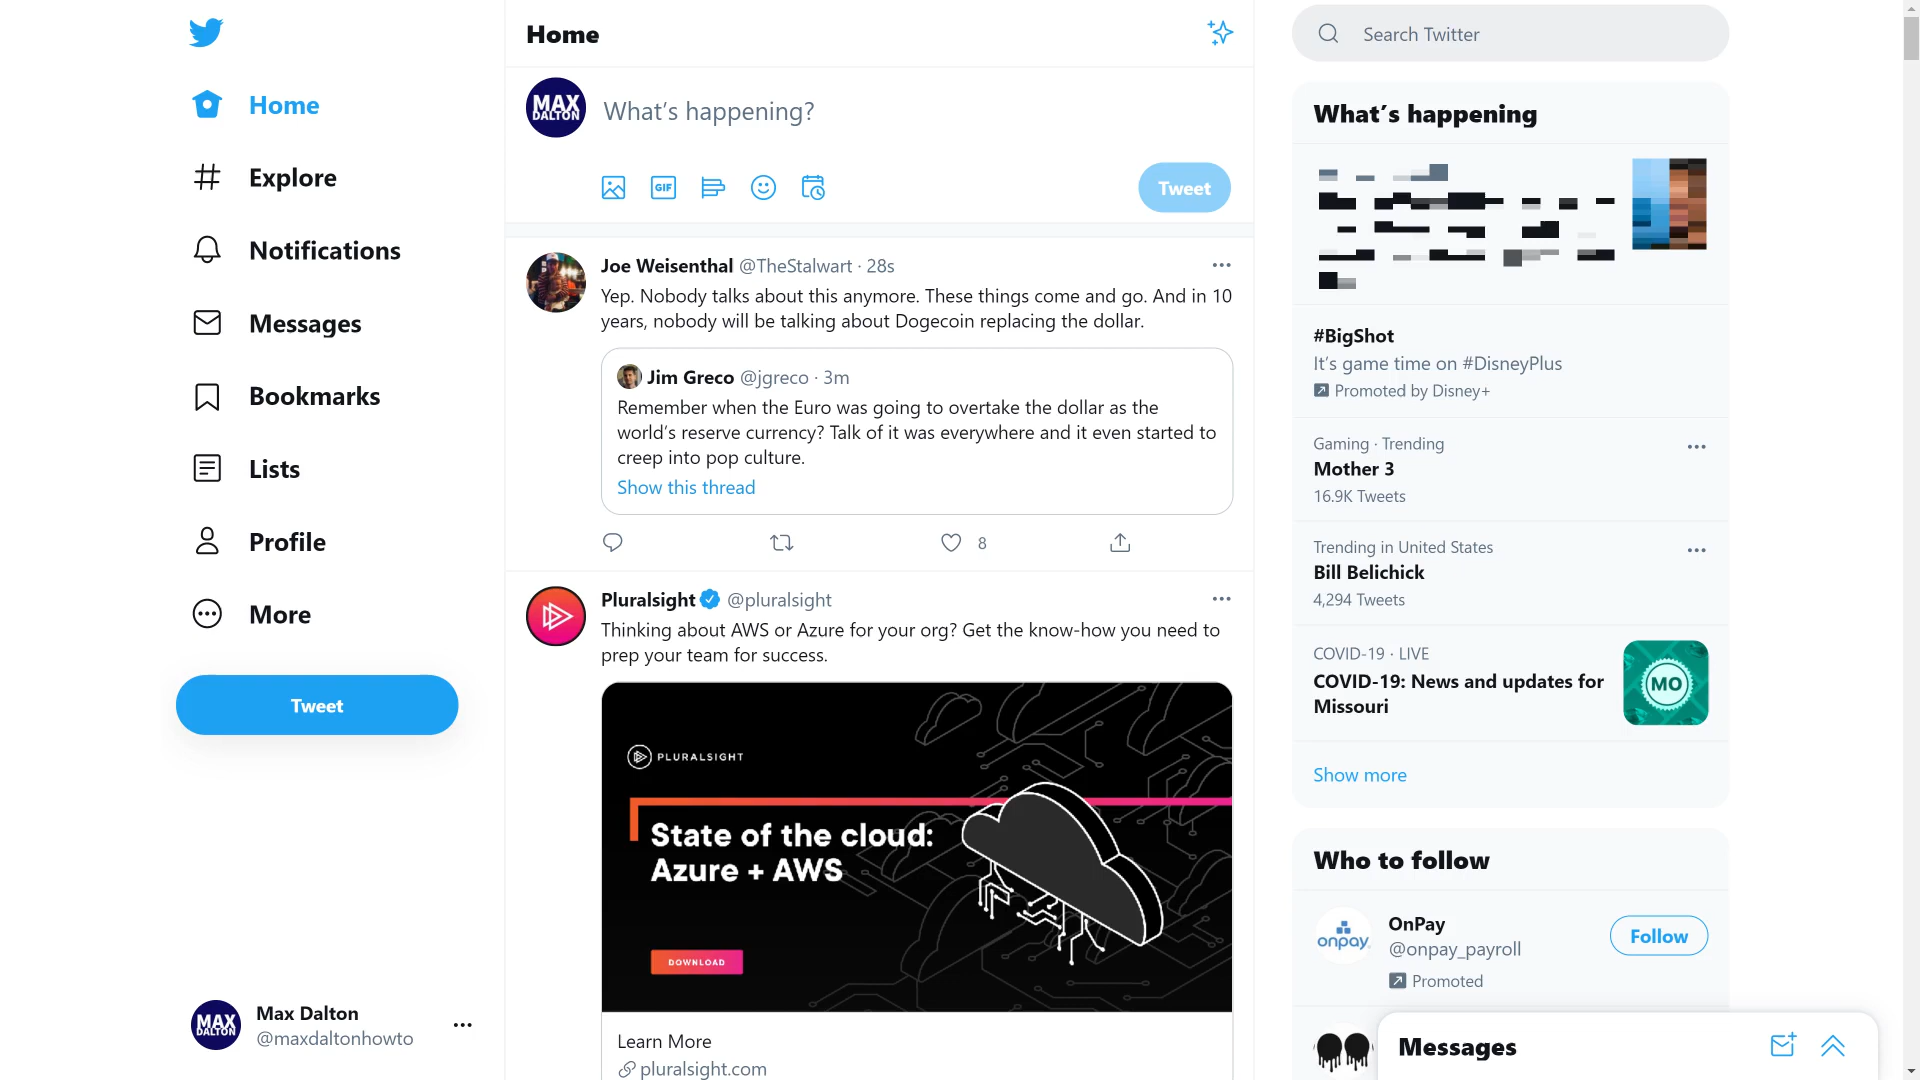 Home
Explore
Notifications
Messages
Bookmarks
Lists
Profile
More
Tweet
MAX
DALTON
Max Dalton
@maxdaltonhowto
Home
MAX
DALTON
What's happening?
GIF
Tweet
Joe Weisenthal @TheStalwart · 28s
Yep. Nobody talks about this anymore. These things come and go. And in 10
years, nobody will be talking about Dogecoin replacing the dollar.
Jim Greco @jgreco · 3m
Remember when the Euro was going to overtake the dollar as the
world's reserve currency? Talk of it was everywhere and it even started to
creep into pop culture.
Show this thread
8
Pluralsight @pluralsight
Thinking about AWS or Azure for your org? Get the know-how you need to
prep your team for success.
PLURALSIGHT
State of the cloud:
Azure + AWS
DOWNLOAD
Learn More
pluralsight.com
Search Twitter
What's happening
#BigShot
It's game time on #DisneyPlus
Promoted by Disney+
Gaming · Trending
Mother 3
16.9K Tweets
Trending in United States
Bill Belichick
4,294 Tweets
COVID-19 · LIVE
COVID-19: News and updates for
Missouri
MO
Show more
Who to follow
onpay
OnPay
@onpay_payroll
Promoted
Follow
Messages